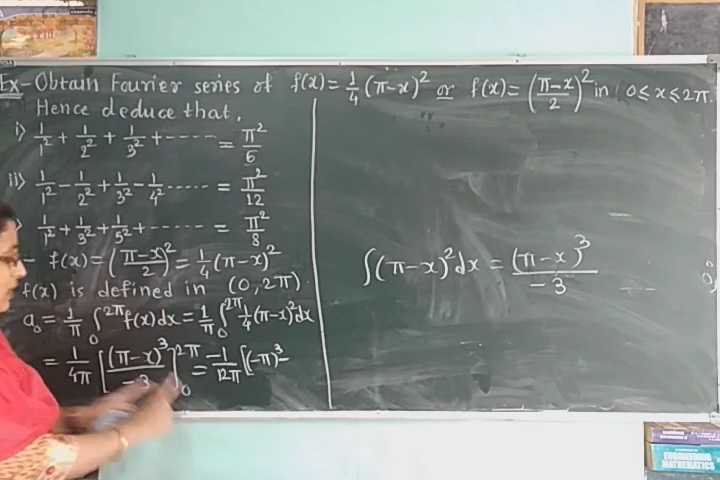 Ex- Obtain Fourier series of f(x) = 1/4 (π-x)² or f(x) = ((π-x)/2)² in 0 ≤ x ≤ 2π.
Hence deduce that,
i) 1/1² + 1/2² + 1/3² + ---- = π²/6
ii) 1/1² - 1/2² + 1/3² - 1/4² ----- = π²/12
1/1² + 1/3² + 1/5² + ---- = π²/8
- f(x) = ((π-x)/2)² = 1/4 (π-x)²
f(x) is defined in (0, 2π).
a₀ = 1/π ∫₀^2π f(x) dx = 1/π ∫₀^2π 1/4 (π-x)² dx
= 1/4π [(π-x)³/-3]₀^2π = -1/12π [(-π)³ -
∫(π-x)² dx = (π-x)³/-3
ENGINEERING
MATHEMATICS